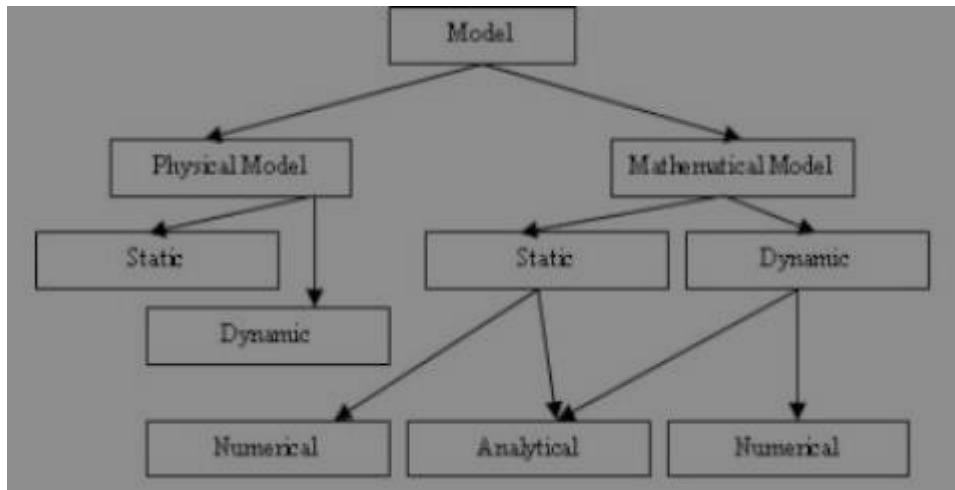 Model
Physical Model
Mathematical Model
Static
Static
Dynamic
Dynamic
Numerical
Analytical
Numerical